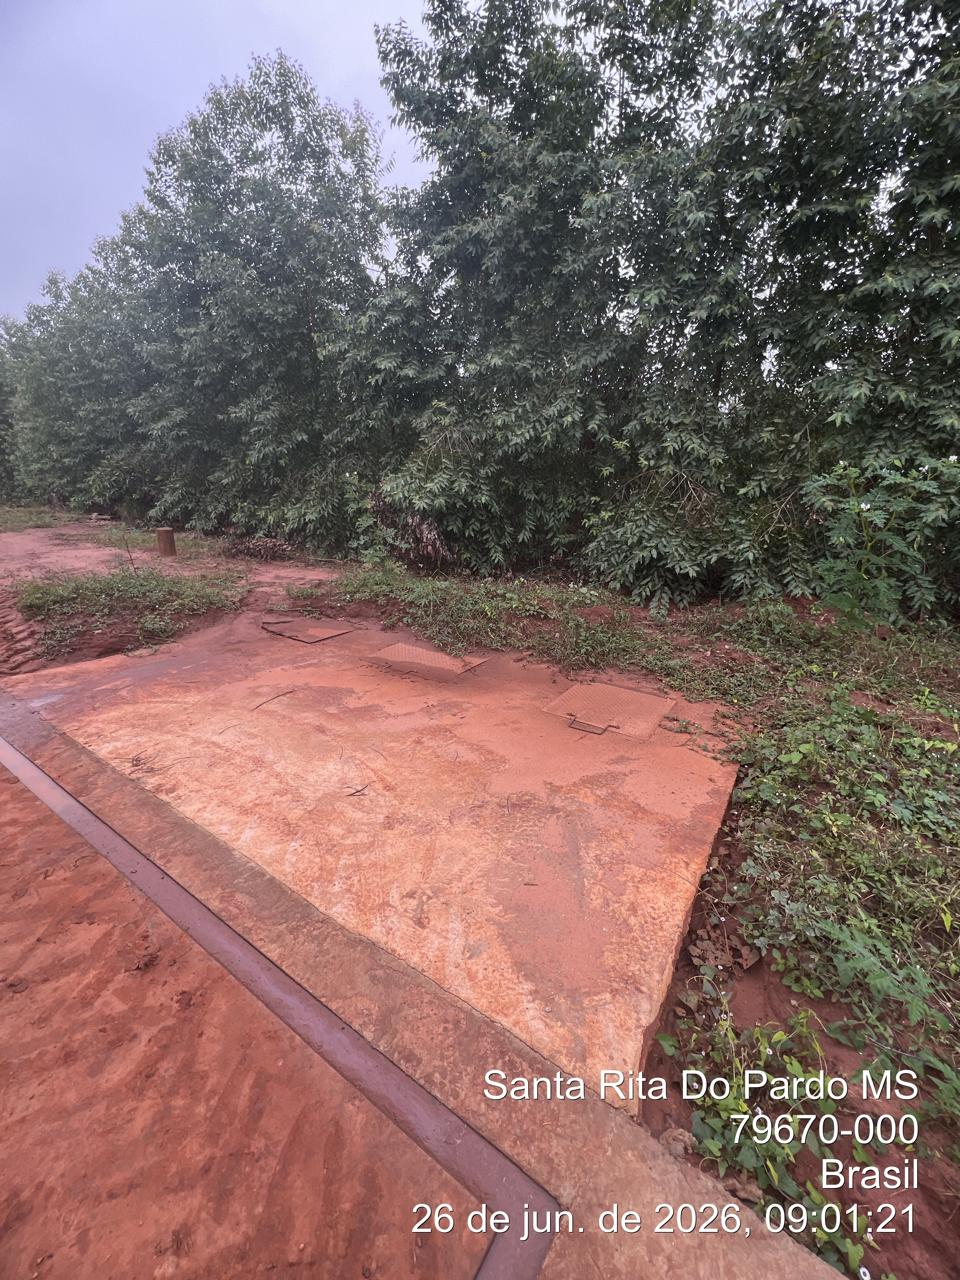 Santa Rita Do Pardo MS
79670-000
Brasil
26 de jun. de 2026, 09:01:21